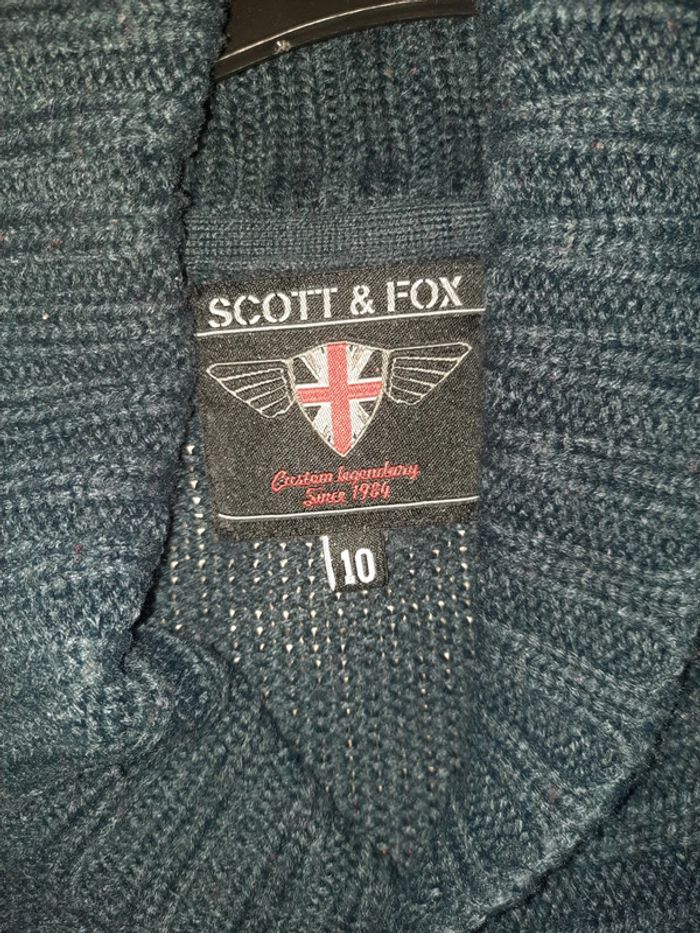 SCOTT & FOX
Custom legendary
Since 1984
10